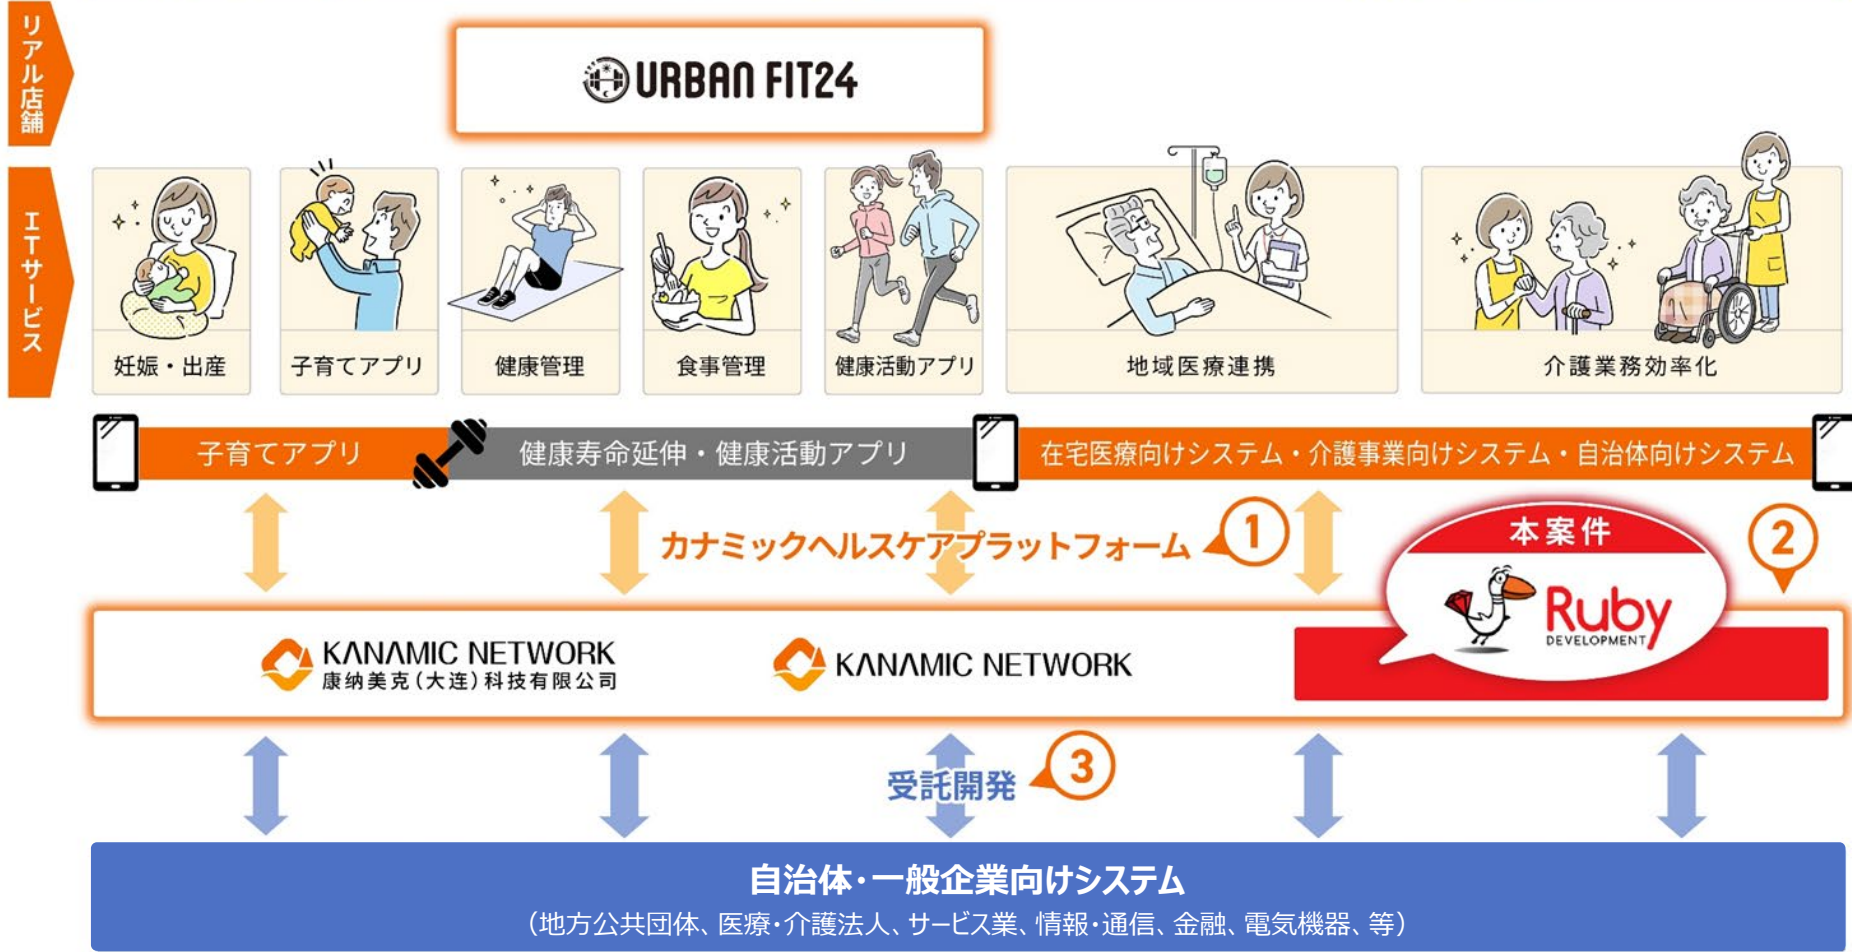 リアル店舗
URBAN FIT24
ITサービス
妊娠・出産
子育てアプリ
健康管理
食事管理
健康活動アプリ
地域医療連携
介護業務効率化
子育てアプリ
健康寿命延伸・健康活動アプリ
在宅医療向けシステム・介護事業向けシステム・自治体向けシステム
カナミックヘルスケアプラットフォーム
1
本案件
2
Ruby
DEVELOPMENT
KANAMIC NETWORK
康纳美克(大连)科技有限公司
KANAMIC NETWORK
受託開発
3
自治体・一般企業向けシステム
(地方公共団体、医療・介護法人、サービス業、情報・通信、金融、電気機器、等)